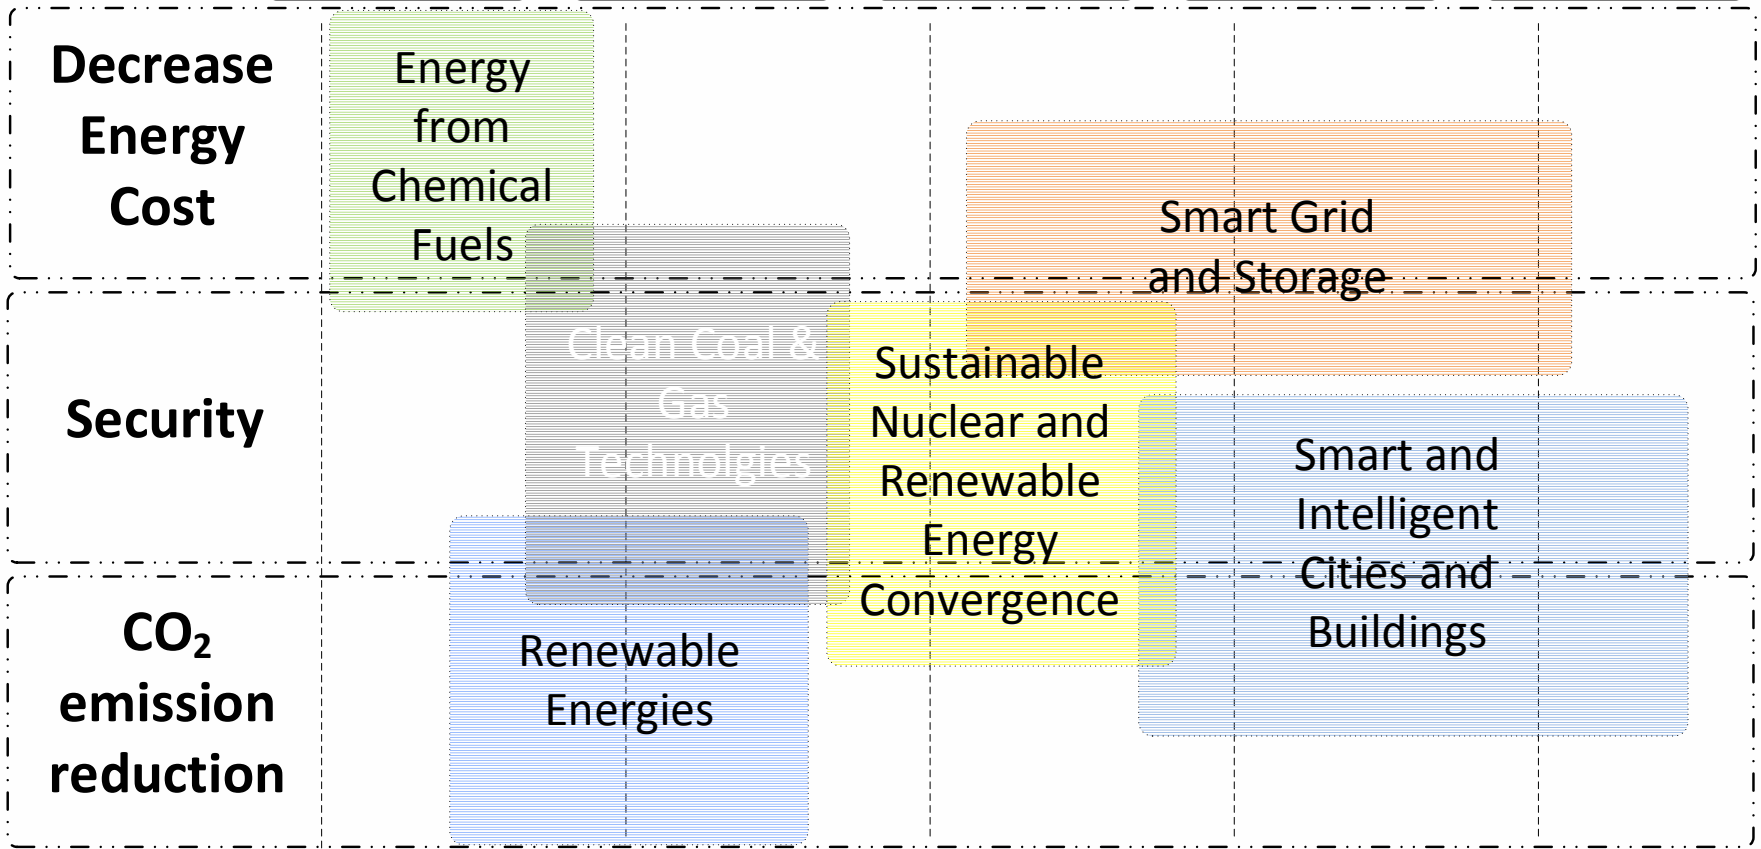 Decrease
Energy
Cost
Energy
from
Chemical
Fuels
Smart Grid
and Storage
Security
Clean Coal &
Gas
Technolgies
Sustainable
Nuclear and
Renewable
Energy
Convergence
Smart and
Intelligent
Cities and
Buildings
CO₂
emission
reduction
Renewable
Energies